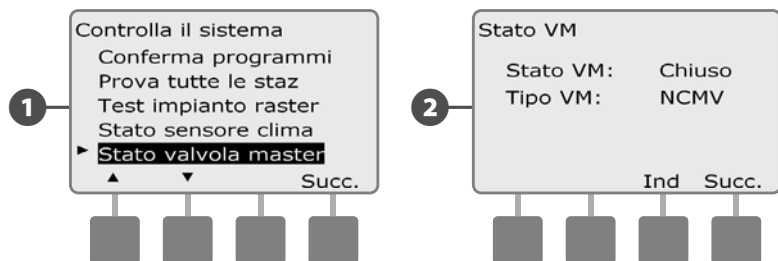 1
Controlla il sistema
Conferma programmi
Prova tutte le staz
Test impianto raster
Stato sensore clima
► Stato valvola master
▲ ▼ Succ.
2
Stato VM
Stato VM: Chiuso
Tipo VM: NCMV
Ind Succ.